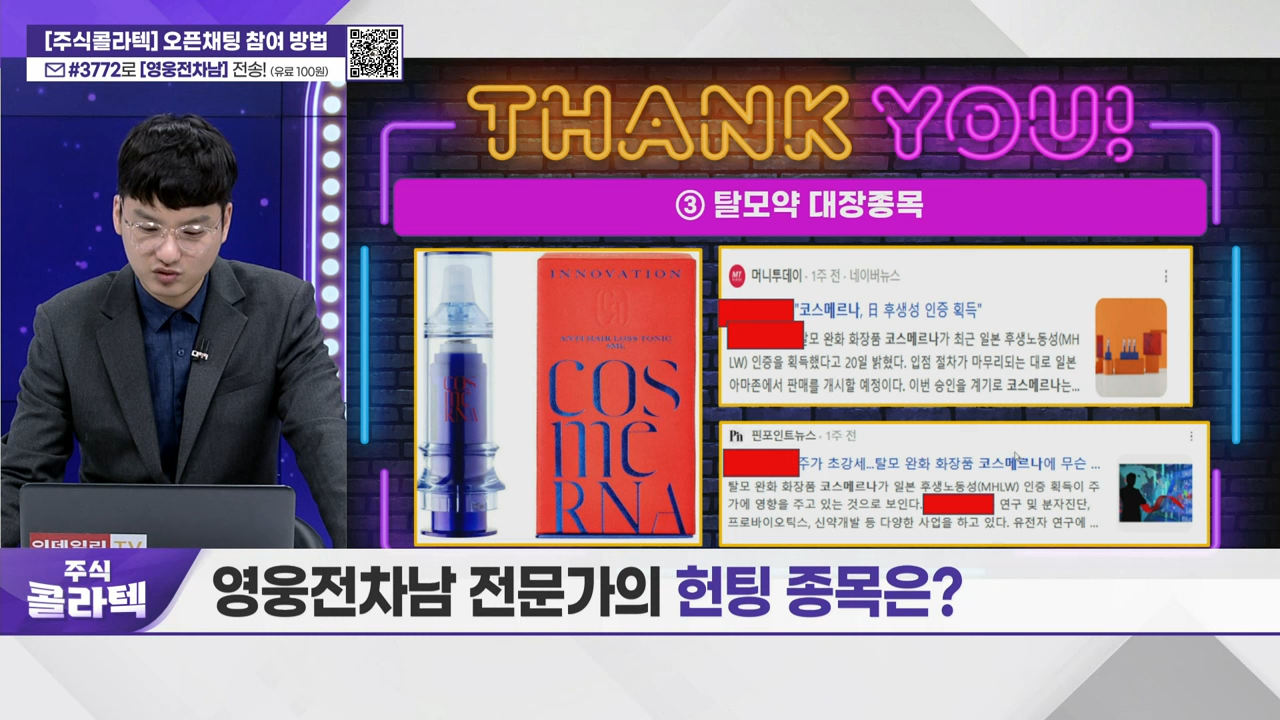 [주식콜라텍] 오픈채팅 참여 방법
#3772로 [영웅전차남] 전송! (유료 100원)
THANK YOU!
③ 탈모약 대장종목
INNOVATION
ANTI HAIR LOSS TONIC
COS
me
RNA
COS
me
RNA
MT
머니투데이 · 1주 전 · 네이버뉴스
"코스메르나, 日 후생성 인증 획득"
탈모 완화 화장품 코스메르나가 최근 일본 후생노동성(MH
LW) 인증을 획득했다고 20일 밝혔다. 입점 절차가 마무리되는 대로 일본
아마존에서 판매를 개시할 예정이다. 이번 승인을 계기로 코스메르나는...
Pin 핀포인트뉴스 · 1주 전
주가 초강세...탈모 완화 화장품 코스메르나에 무슨 ...
탈모 완화 화장품 코스메르나가 일본 후생노동성(MHLW) 인증 획득이 주
가에 영향을 주고 있는 것으로 보인다. 연구 및 분자진단,
프로바이오틱스, 신약개발 등 다양한 사업을 하고 있다. 유전자 연구에 ...
이데일리 TV
주식
콜라텍
영웅전차남 전문가의 헌팅 종목은?